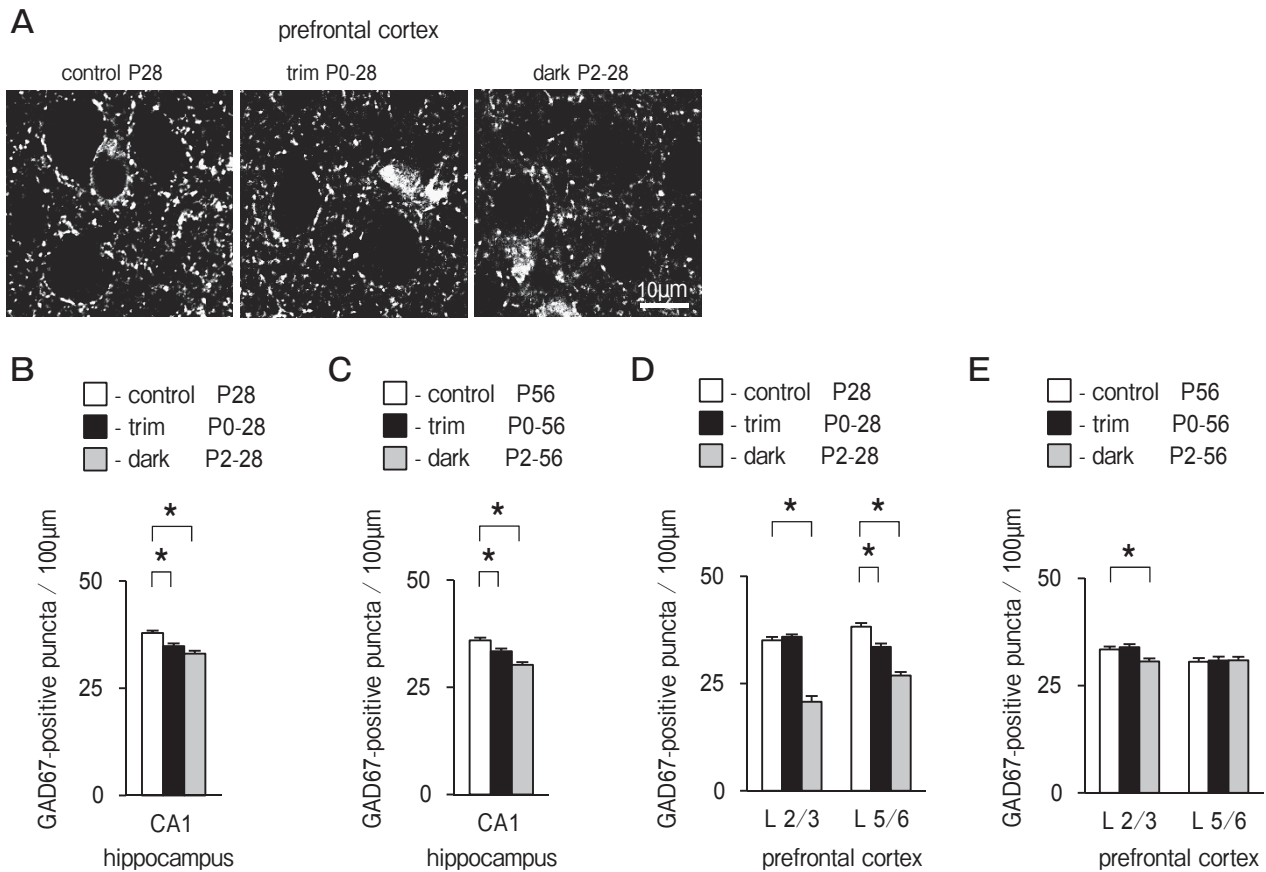 A
prefrontal cortex
control P28
trim P0-28
dark P2-28
10μm
B
- control P28
- trim P0-28
- dark P2-28
GAD67-positive puncta / 100μm
50
25
0
*
*
CA1
hippocampus
C
- control P56
- trim P0-56
- dark P2-56
GAD67-positive puncta / 100μm
50
25
0
*
*
CA1
hippocampus
D
- control P28
- trim P0-28
- dark P2-28
GAD67-positive puncta / 100μm
50
25
0
*
*
*
L 2/3 L 5/6
prefrontal cortex
E
- control P56
- trim P0-56
- dark P2-56
GAD67-positive puncta / 100μm
50
25
0
*
L 2/3 L 5/6
prefrontal cortex